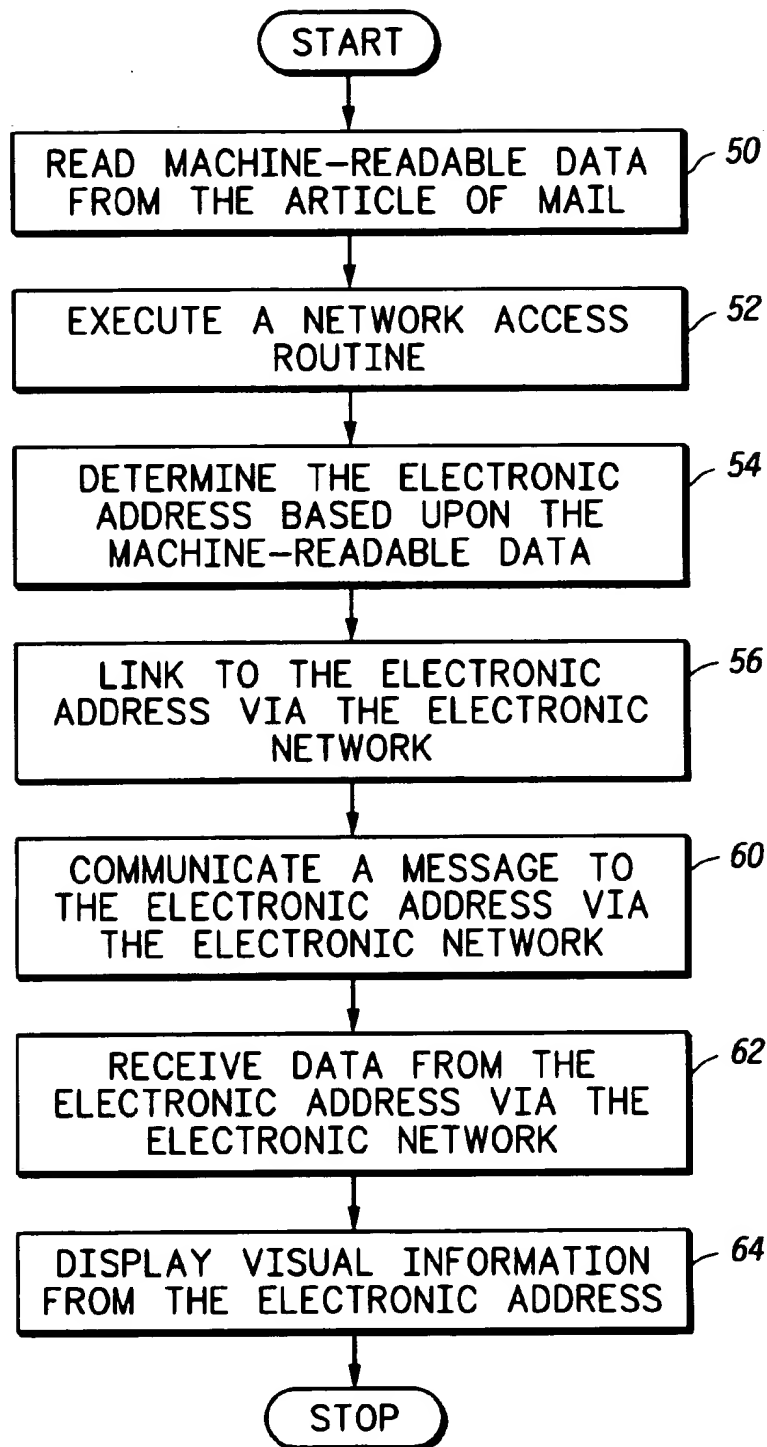 START
READ MACHINE-READABLE DATA
FROM THE ARTICLE OF MAIL
50
EXECUTE A NETWORK ACCESS
ROUTINE
52
DETERMINE THE ELECTRONIC
ADDRESS BASED UPON THE
MACHINE-READABLE DATA
54
LINK TO THE ELECTRONIC
ADDRESS VIA THE ELECTRONIC
NETWORK
56
COMMUNICATE A MESSAGE TO
THE ELECTRONIC ADDRESS VIA
THE ELECTRONIC NETWORK
60
RECEIVE DATA FROM THE
ELECTRONIC ADDRESS VIA THE
ELECTRONIC NETWORK
62
DISPLAY VISUAL INFORMATION
FROM THE ELECTRONIC ADDRESS
64
STOP